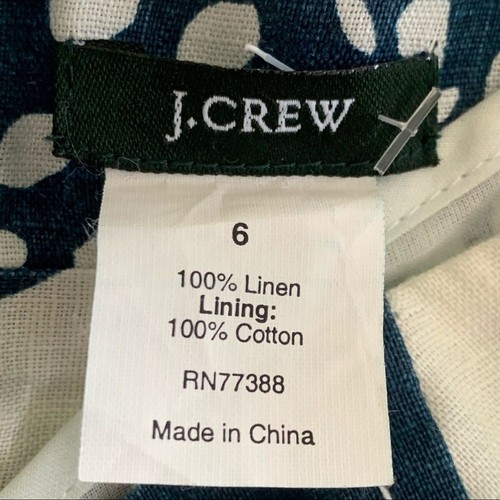 J.CREW
6
100% Linen
Lining:
100% Cotton
RN77388
Made in China